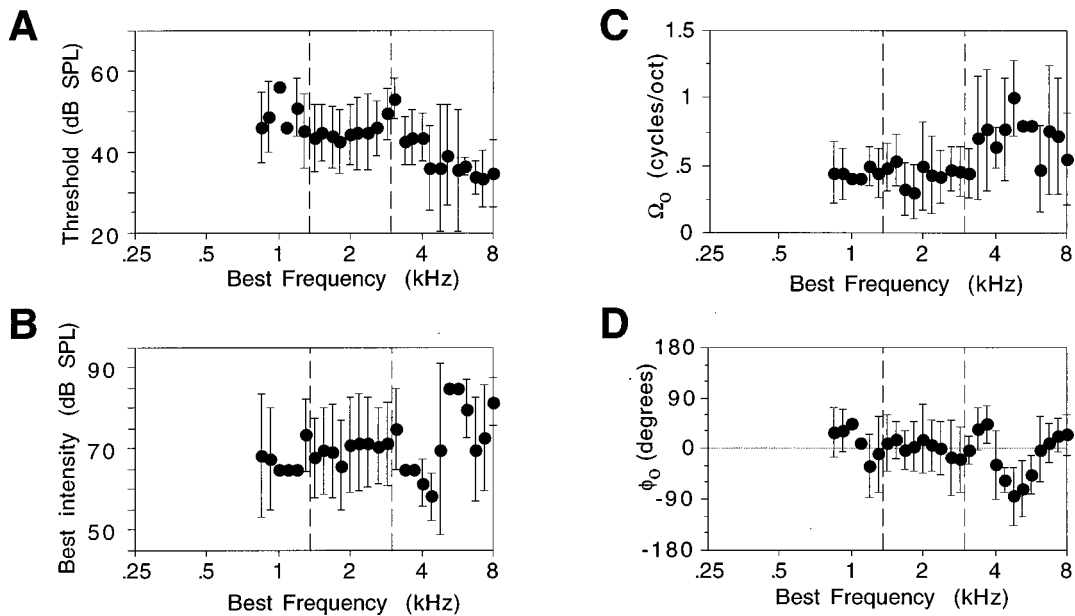 A
Threshold (dB SPL)
60
40
20
.25 .5 1 2 4 8
Best Frequency (kHz)
B
Best intensity (dB SPL)
90
70
50
.25 .5 1 2 4 8
Best Frequency (kHz)
C
Ω₀ (cycles/oct)
1.5
1
.5
0
.25 .5 1 2 4 8
Best Frequency (kHz)
D
ϕ₀ (degrees)
180
90
0
-90
-180
.25 .5 1 2 4 8
Best Frequency (kHz)